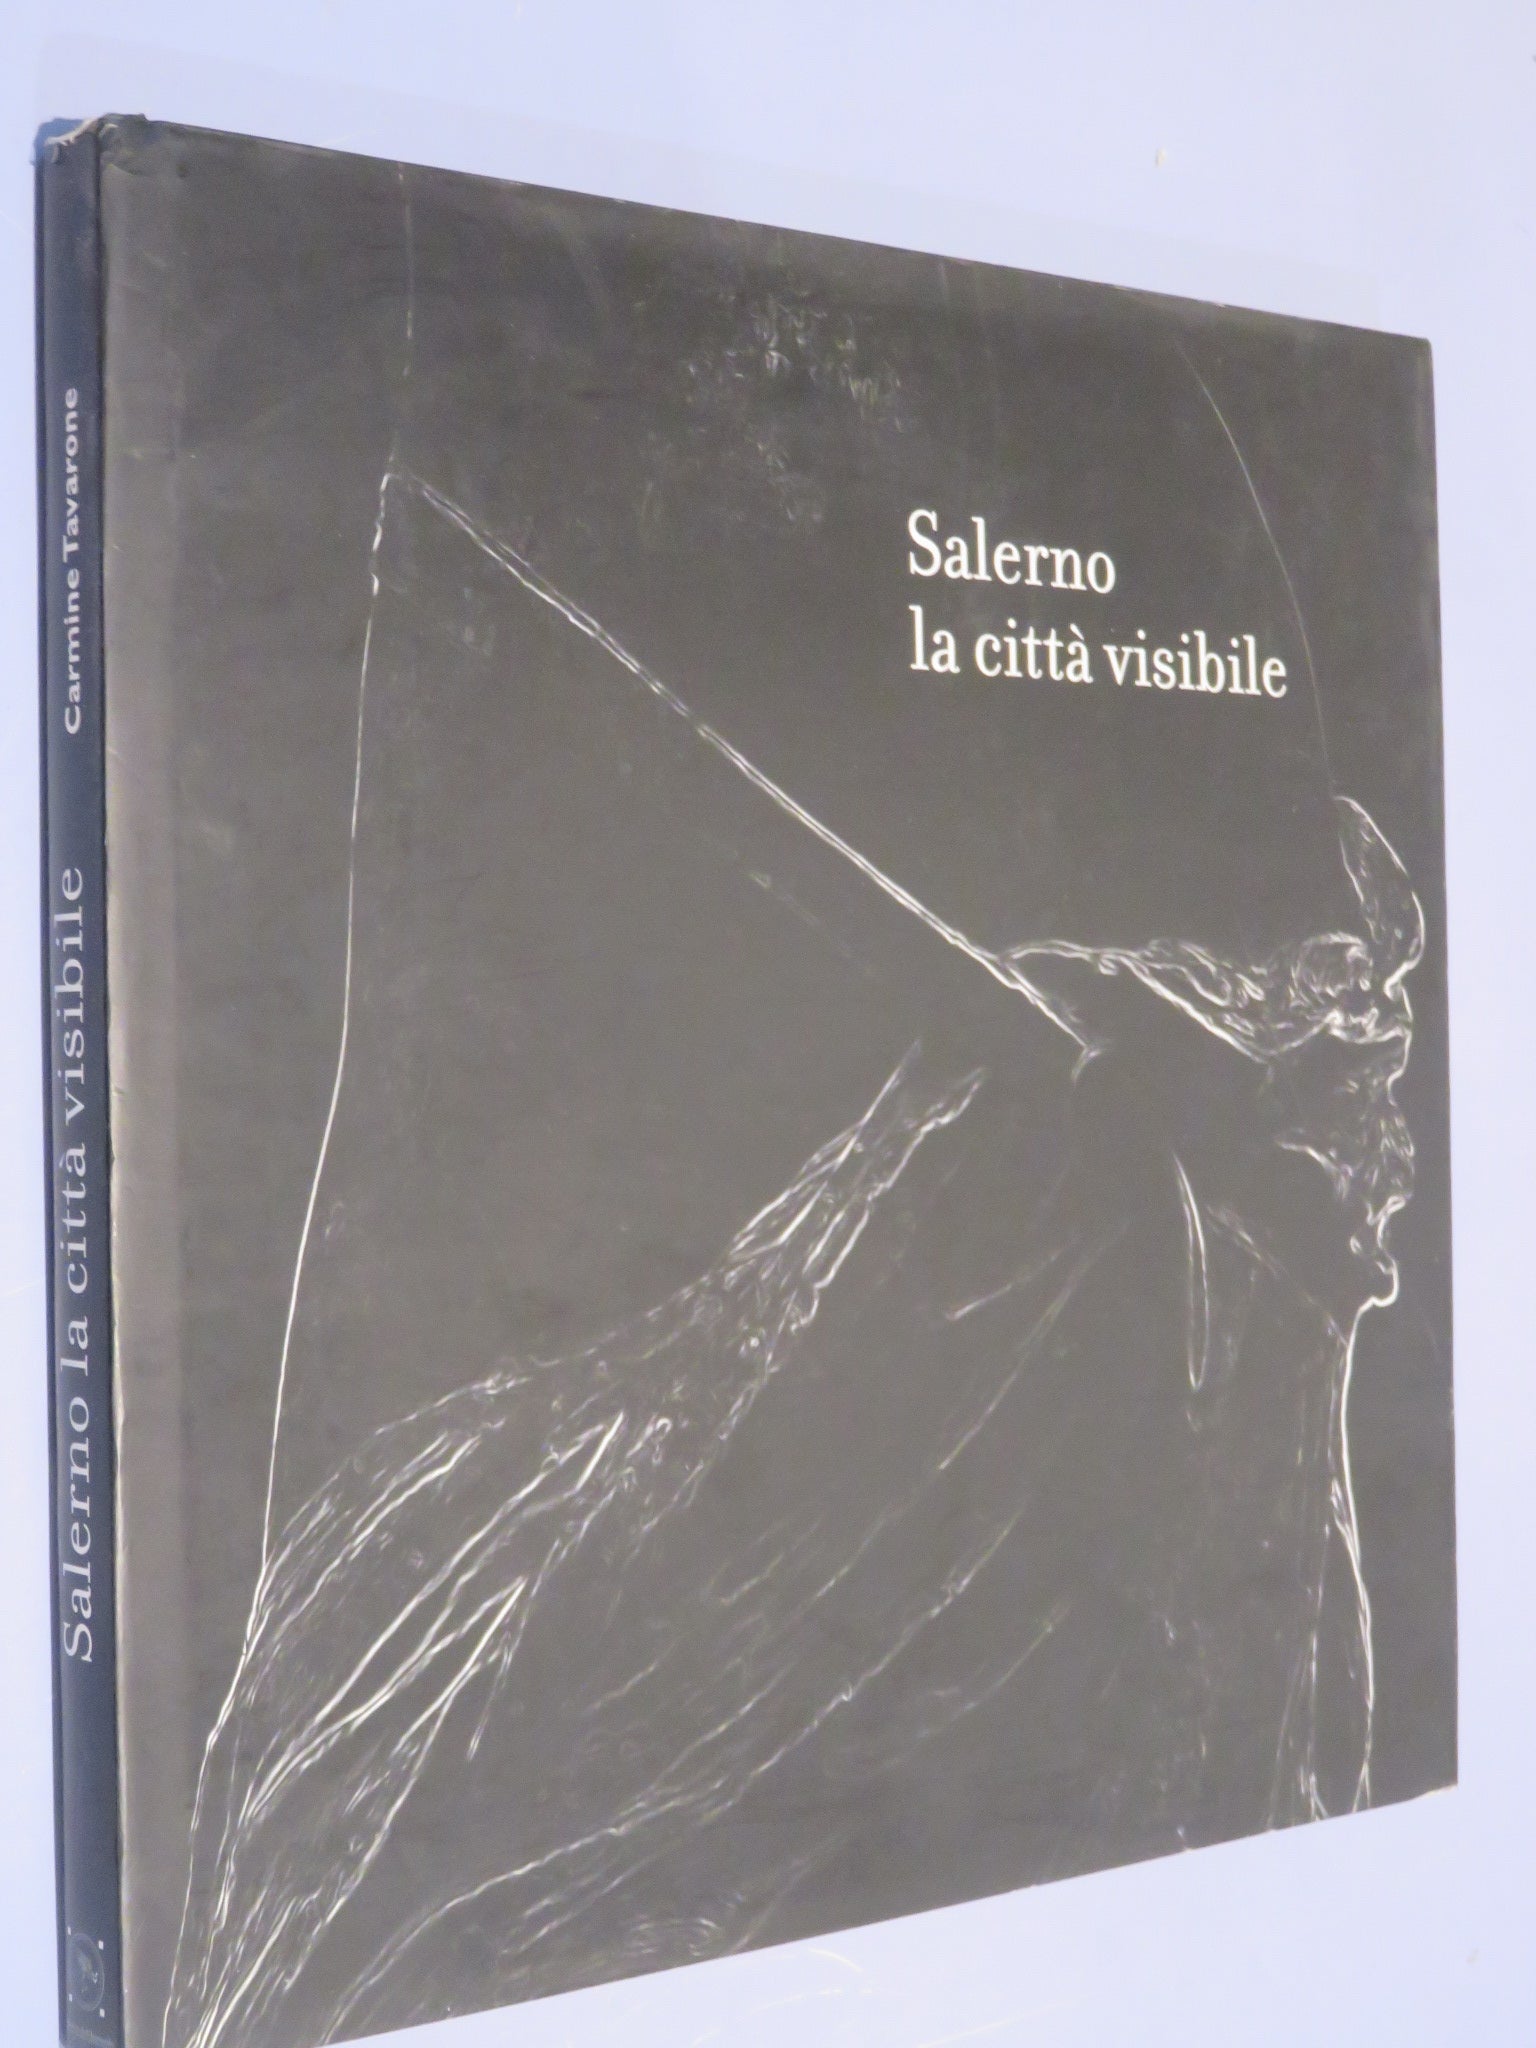 Salerno
la città visibile
Salerno la città visibile Carmine Tavarone